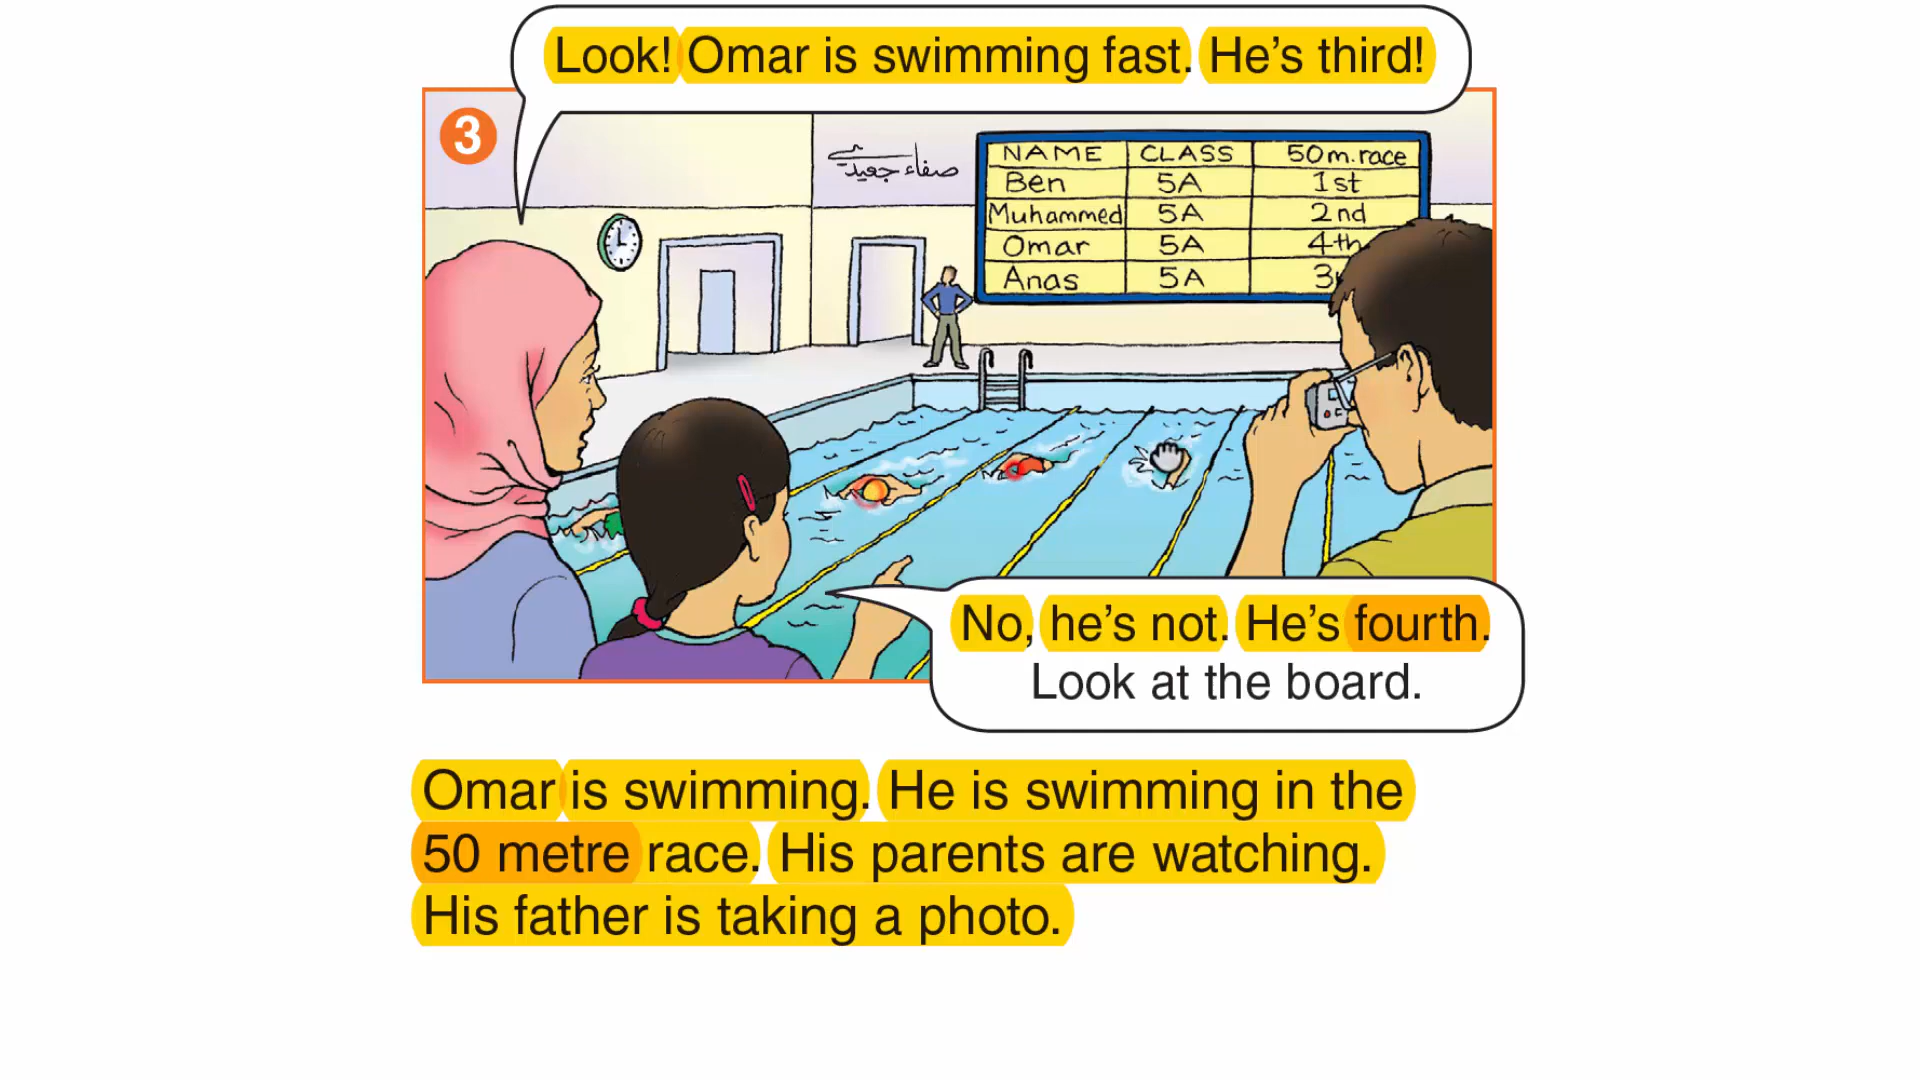 Look! Omar is swimming fast. He's third!
3
صفاء جعيدي
NAME CLASS 50m.race
Ben 5A 1st
Muhammed 5A 2nd
Omar 5A 4th
Anas 5A 3
No, he's not. He's fourth.
Look at the board.
Omar is swimming. He is swimming in the
50 metre race. His parents are watching.
His father is taking a photo.